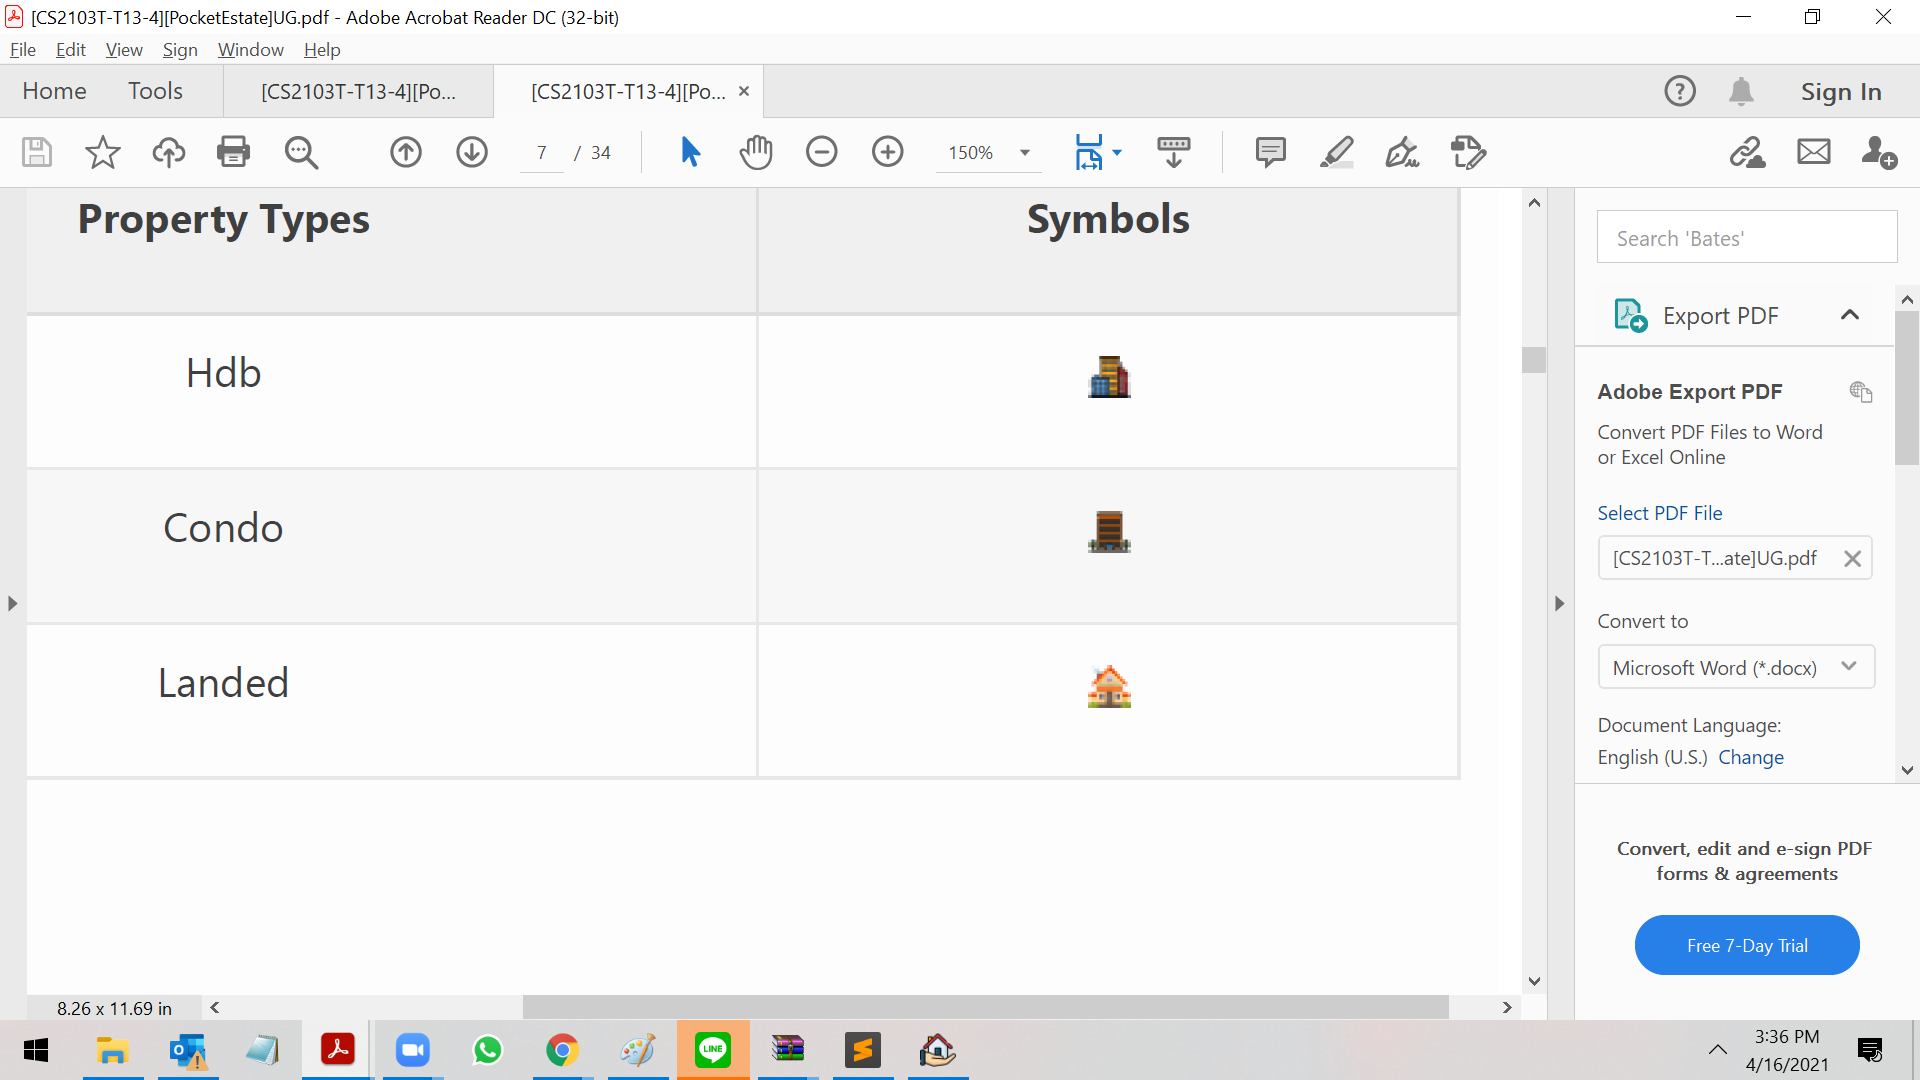 [CS2103T-T13-4][PocketEstate]UG.pdf - Adobe Acrobat Reader DC (32-bit)
File Edit View Sign Window Help
Home Tools [CS2103T-T13-4][Po... [CS2103T-T13-4][Po... Sign In
7 / 34 150%
Property Types Symbols
Hdb
Condo
Landed
8.26 x 11.69 in
Search 'Bates'
Export PDF
Adobe Export PDF
Convert PDF Files to Word
or Excel Online
Select PDF File
[CS2103T-T...ate]UG.pdf
Convert to
Microsoft Word (*.docx)
Document Language:
English (U.S.) Change
Convert, edit and e-sign PDF
forms & agreements
Free 7-Day Trial
LINE
3:36 PM
4/16/2021